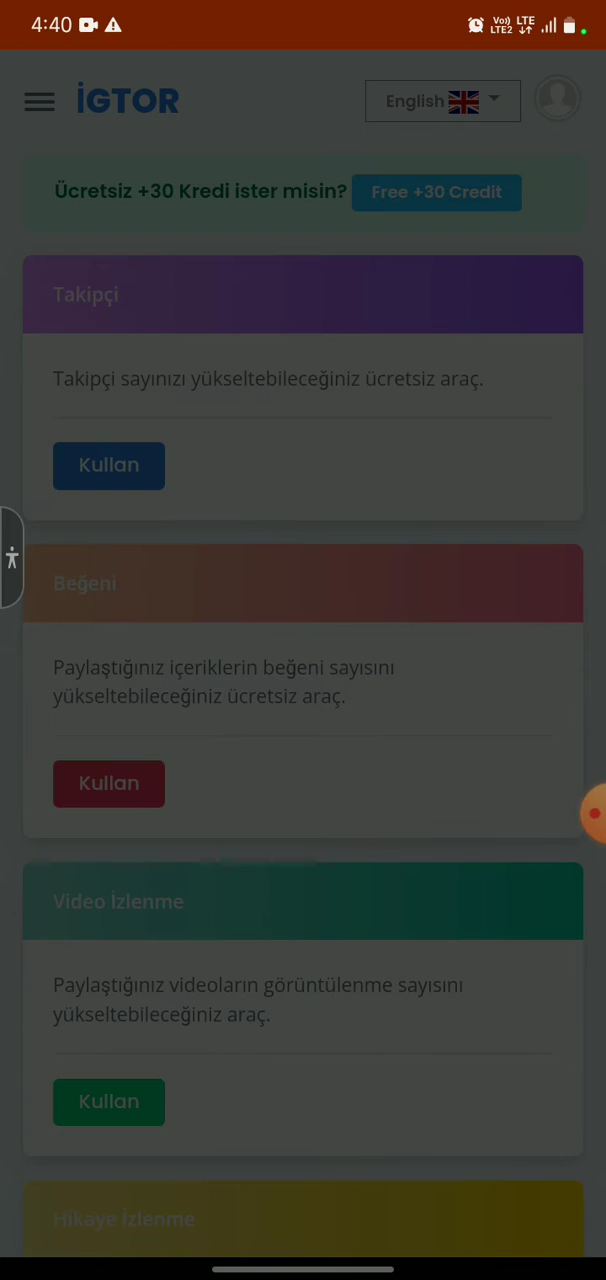 4:40
Vo))
LTE2
LTE
İGTOR
English
Ücretsiz +30 Kredi ister misin? Free +30 Credit
Takipçi
Takipçi sayınızı yükseltebileceğiniz ücretsiz araç.
Kullan
Beğeni
Paylaştığınız içeriklerin beğeni sayısını
yükseltebileceğiniz ücretsiz araç.
Kullan
Video İzlenme
Paylaştığınız videoların görüntülenme sayısını
yükseltebileceğiniz araç.
Kullan
Hikaye İzlenme